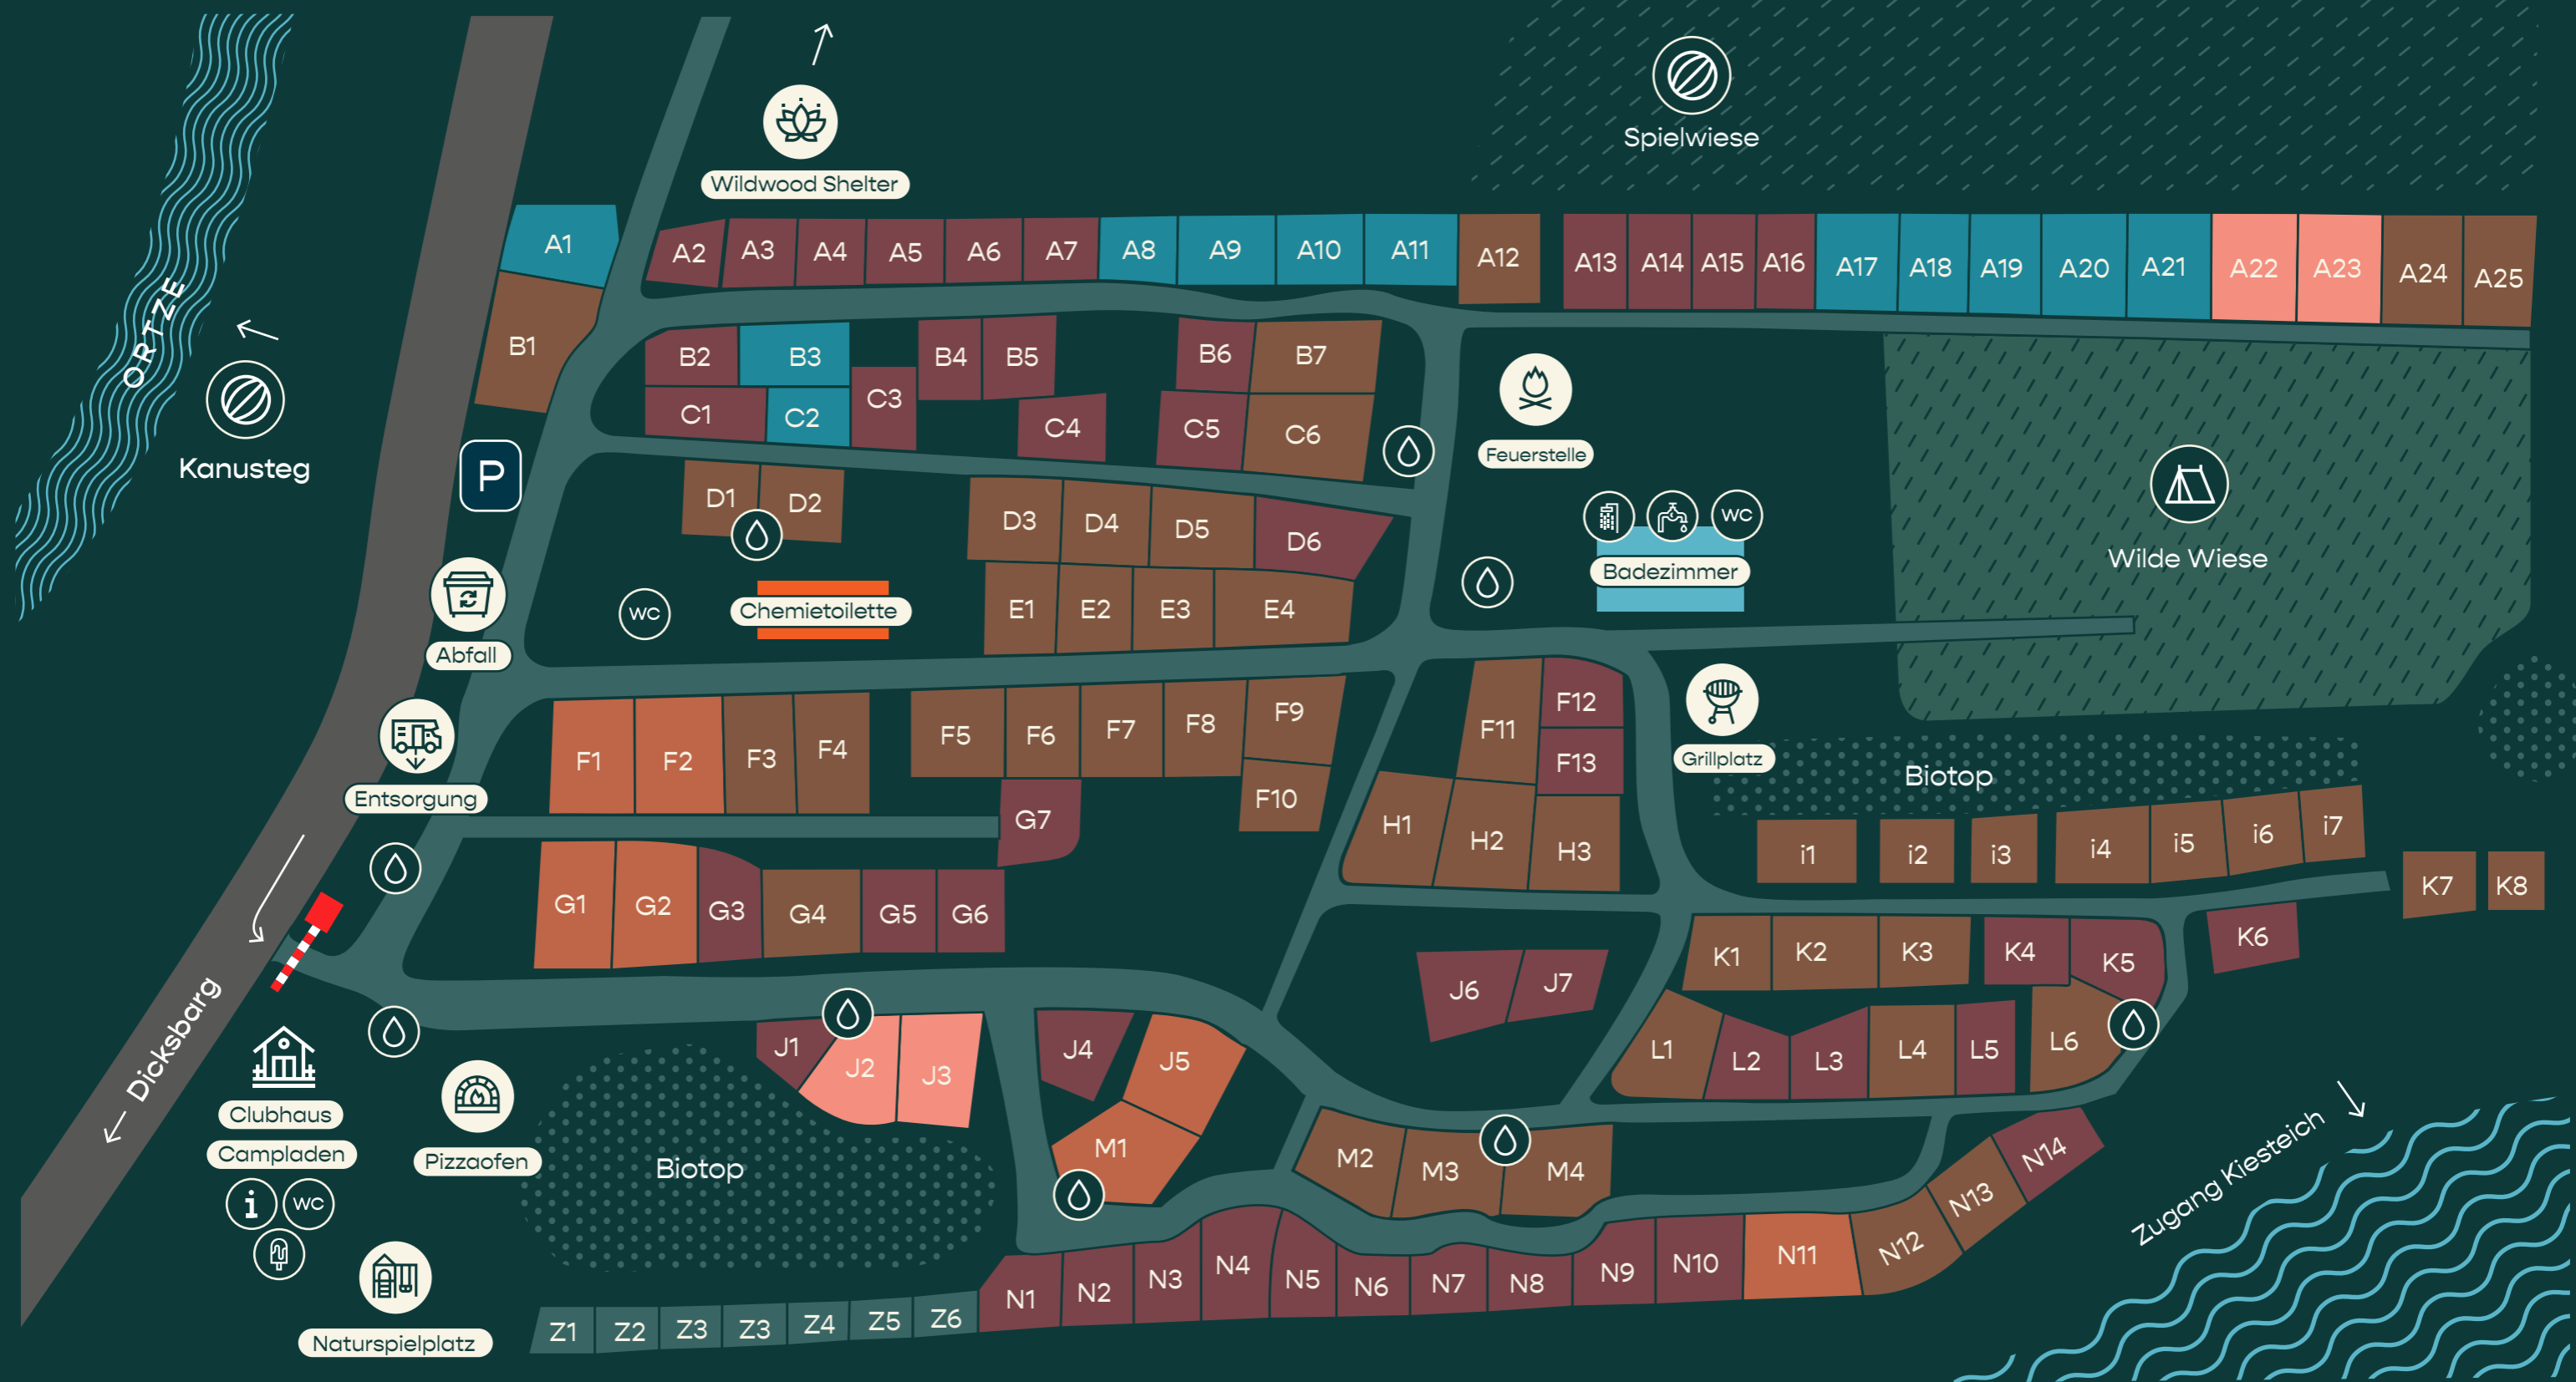 Spielwiese
Wildwood Shelter
A1
A2
A3
A4
A5
A6
A7
A8
A9
A10
A11
A12
A13
A14
A15
A16
A17
A18
A19
A20
A21
A22
A23
A24
A25
ORTZE
Kanusteg
B1
B2
B3
B4
B5
B6
B7
C1
C2
C3
C4
C5
C6
P
Feuerstelle
D1
D2
D3
D4
D5
D6
WC
Badezimmer
Wilde Wiese
E1
E2
E3
E4
WC
Chemietoilette
Abfall
Entsorgung
F1
F2
F3
F4
F5
F6
F7
F8
F9
F10
F11
F12
F13
Grillplatz
Biotop
G1
G2
G3
G4
G5
G6
G7
H1
H2
H3
i1
i2
i3
i4
i5
i6
i7
K1
K2
K3
K4
K5
K6
K7
K8
J1
J2
J3
J4
J5
J6
J7
L1
L2
L3
L4
L5
L6
Dicksbarg
Clubhaus
Campladen
i
WC
Pizzaofen
Biotop
Naturspielplatz
M1
M2
M3
M4
Zugang Kiesteich
N1
N2
N3
N4
N5
N6
N7
N8
N9
N10
N11
N12
N13
N14
Z1
Z2
Z3
Z3
Z4
Z5
Z6